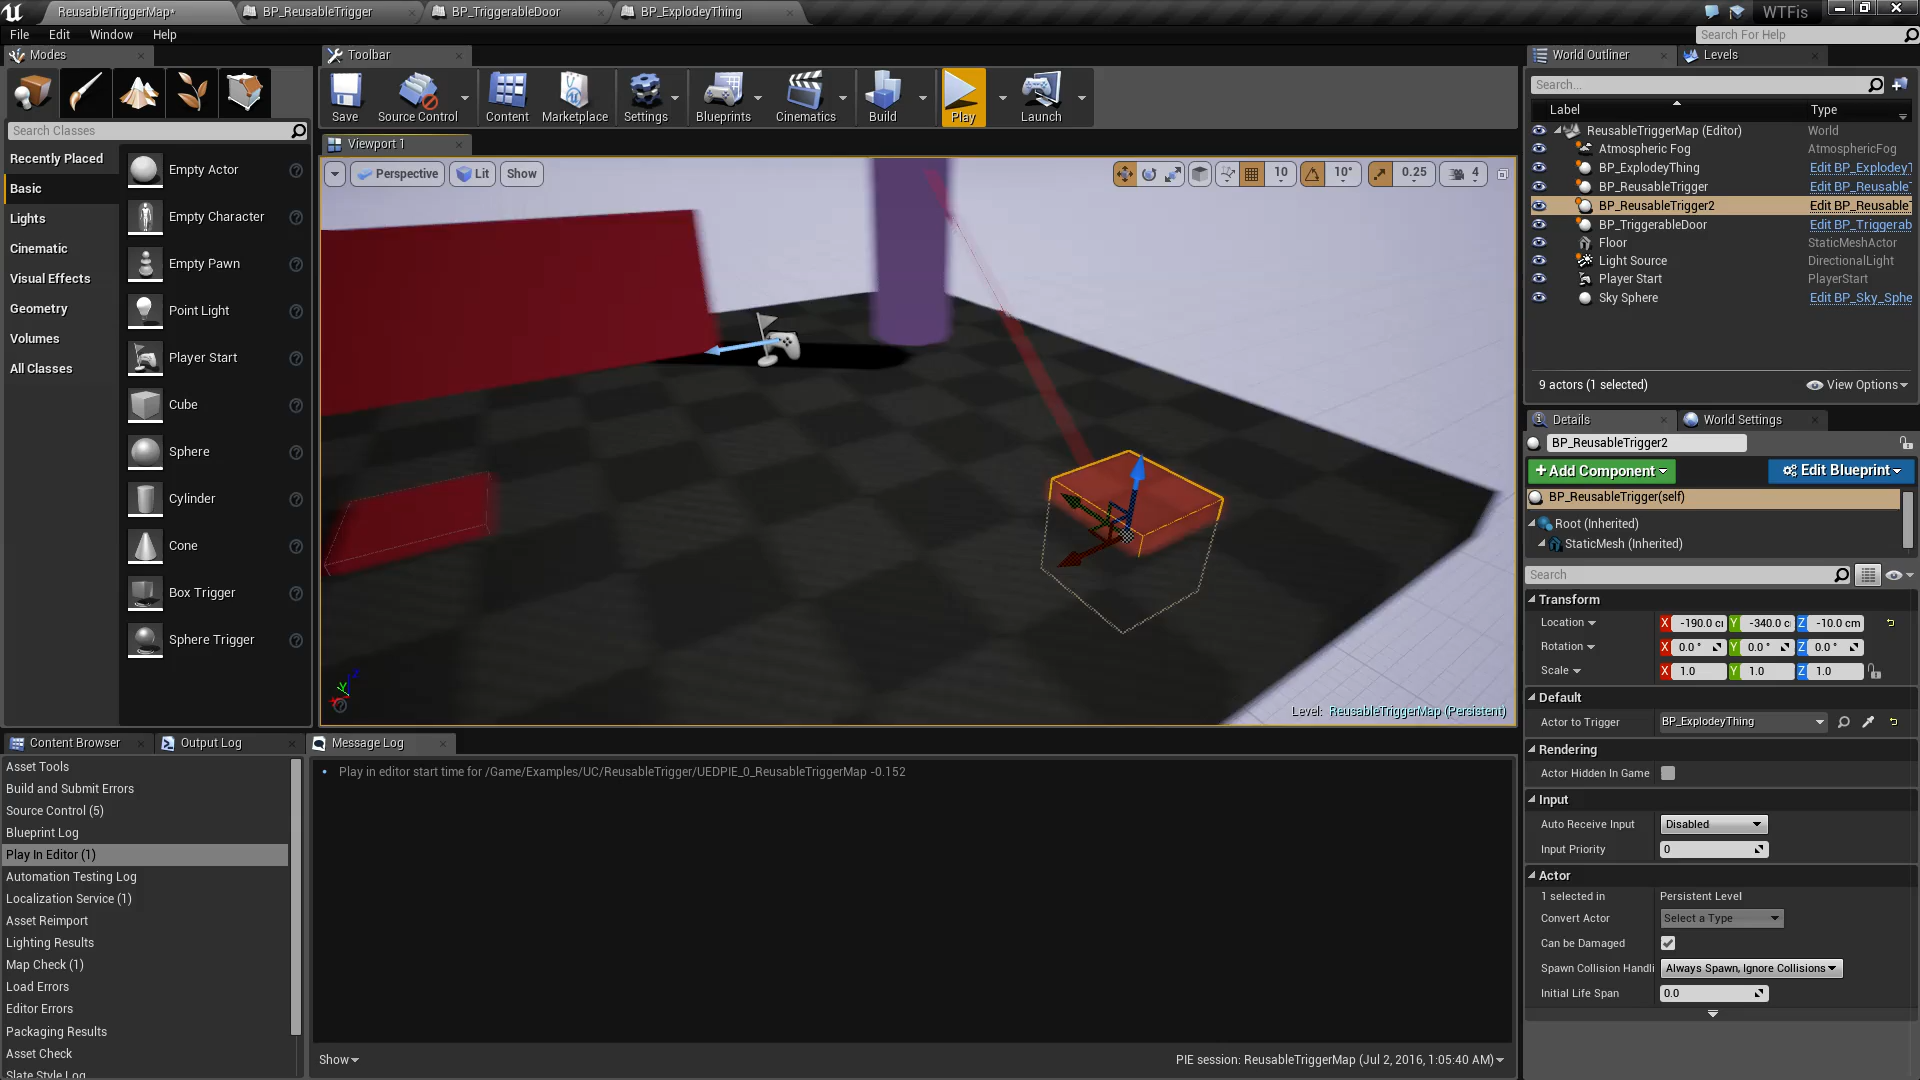 ReusableTriggerMap*
BP_ReusableTrigger
BP_TriggerableDoor
BP_ExplodeyThing
WTFis
File Edit Window Help
Search For Help
Modes
Toolbar
World Outliner
Levels
Save
Source Control
Content
Marketplace
Settings
Blueprints
Cinematics
Build
Play
Launch
Search Classes
Recently Placed
Basic
Lights
Cinematic
Visual Effects
Geometry
Volumes
All Classes
Empty Actor
Empty Character
Empty Pawn
Point Light
Player Start
Cube
Sphere
Cylinder
Cone
Box Trigger
Sphere Trigger
Viewport 1
Perspective Lit Show
10 10° 0.25 4
Level: ReusableTriggerMap (Persistent)
Search...
Label Type
ReusableTriggerMap (Editor) World
Atmospheric Fog AtmosphericFog
BP_ExplodeyThing Edit BP_ExplodeyT
BP_ReusableTrigger Edit BP_ReusableT
BP_ReusableTrigger2 Edit BP_ReusableT
BP_TriggerableDoor Edit BP_Triggerab
Floor StaticMeshActor
Light Source DirectionalLight
Player Start PlayerStart
Sky Sphere Edit BP_Sky_Sphe
9 actors (1 selected) View Options
Details
World Settings
BP_ReusableTrigger2
+Add Component
Edit Blueprint
BP_ReusableTrigger(self)
Root (Inherited)
StaticMesh (Inherited)
Search
Transform
Location X -190.0 c Y -340.0 c Z -10.0 cm
Rotation X 0.0 ° Y 0.0 ° Z 0.0 °
Scale X 1.0 Y 1.0 Z 1.0
Default
Actor to Trigger BP_ExplodeyThing
Rendering
Actor Hidden In Game
Input
Auto Receive Input Disabled
Input Priority 0
Actor
1 selected in Persistent Level
Convert Actor Select a Type
Can be Damaged
Spawn Collision Handli Always Spawn, Ignore Collisions
Initial Life Span 0.0
Content Browser
Output Log
Message Log
Asset Tools
Build and Submit Errors
Source Control (5)
Blueprint Log
Play In Editor (1)
Automation Testing Log
Localization Service (1)
Asset Reimport
Lighting Results
Map Check (1)
Load Errors
Editor Errors
Packaging Results
Asset Check
Slate Style Log
Play in editor start time for /Game/Examples/UC/ReusableTrigger/UEDPIE_0_ReusableTriggerMap -0.152
Show
PIE session: ReusableTriggerMap (Jul 2, 2016, 1:05:40 AM)